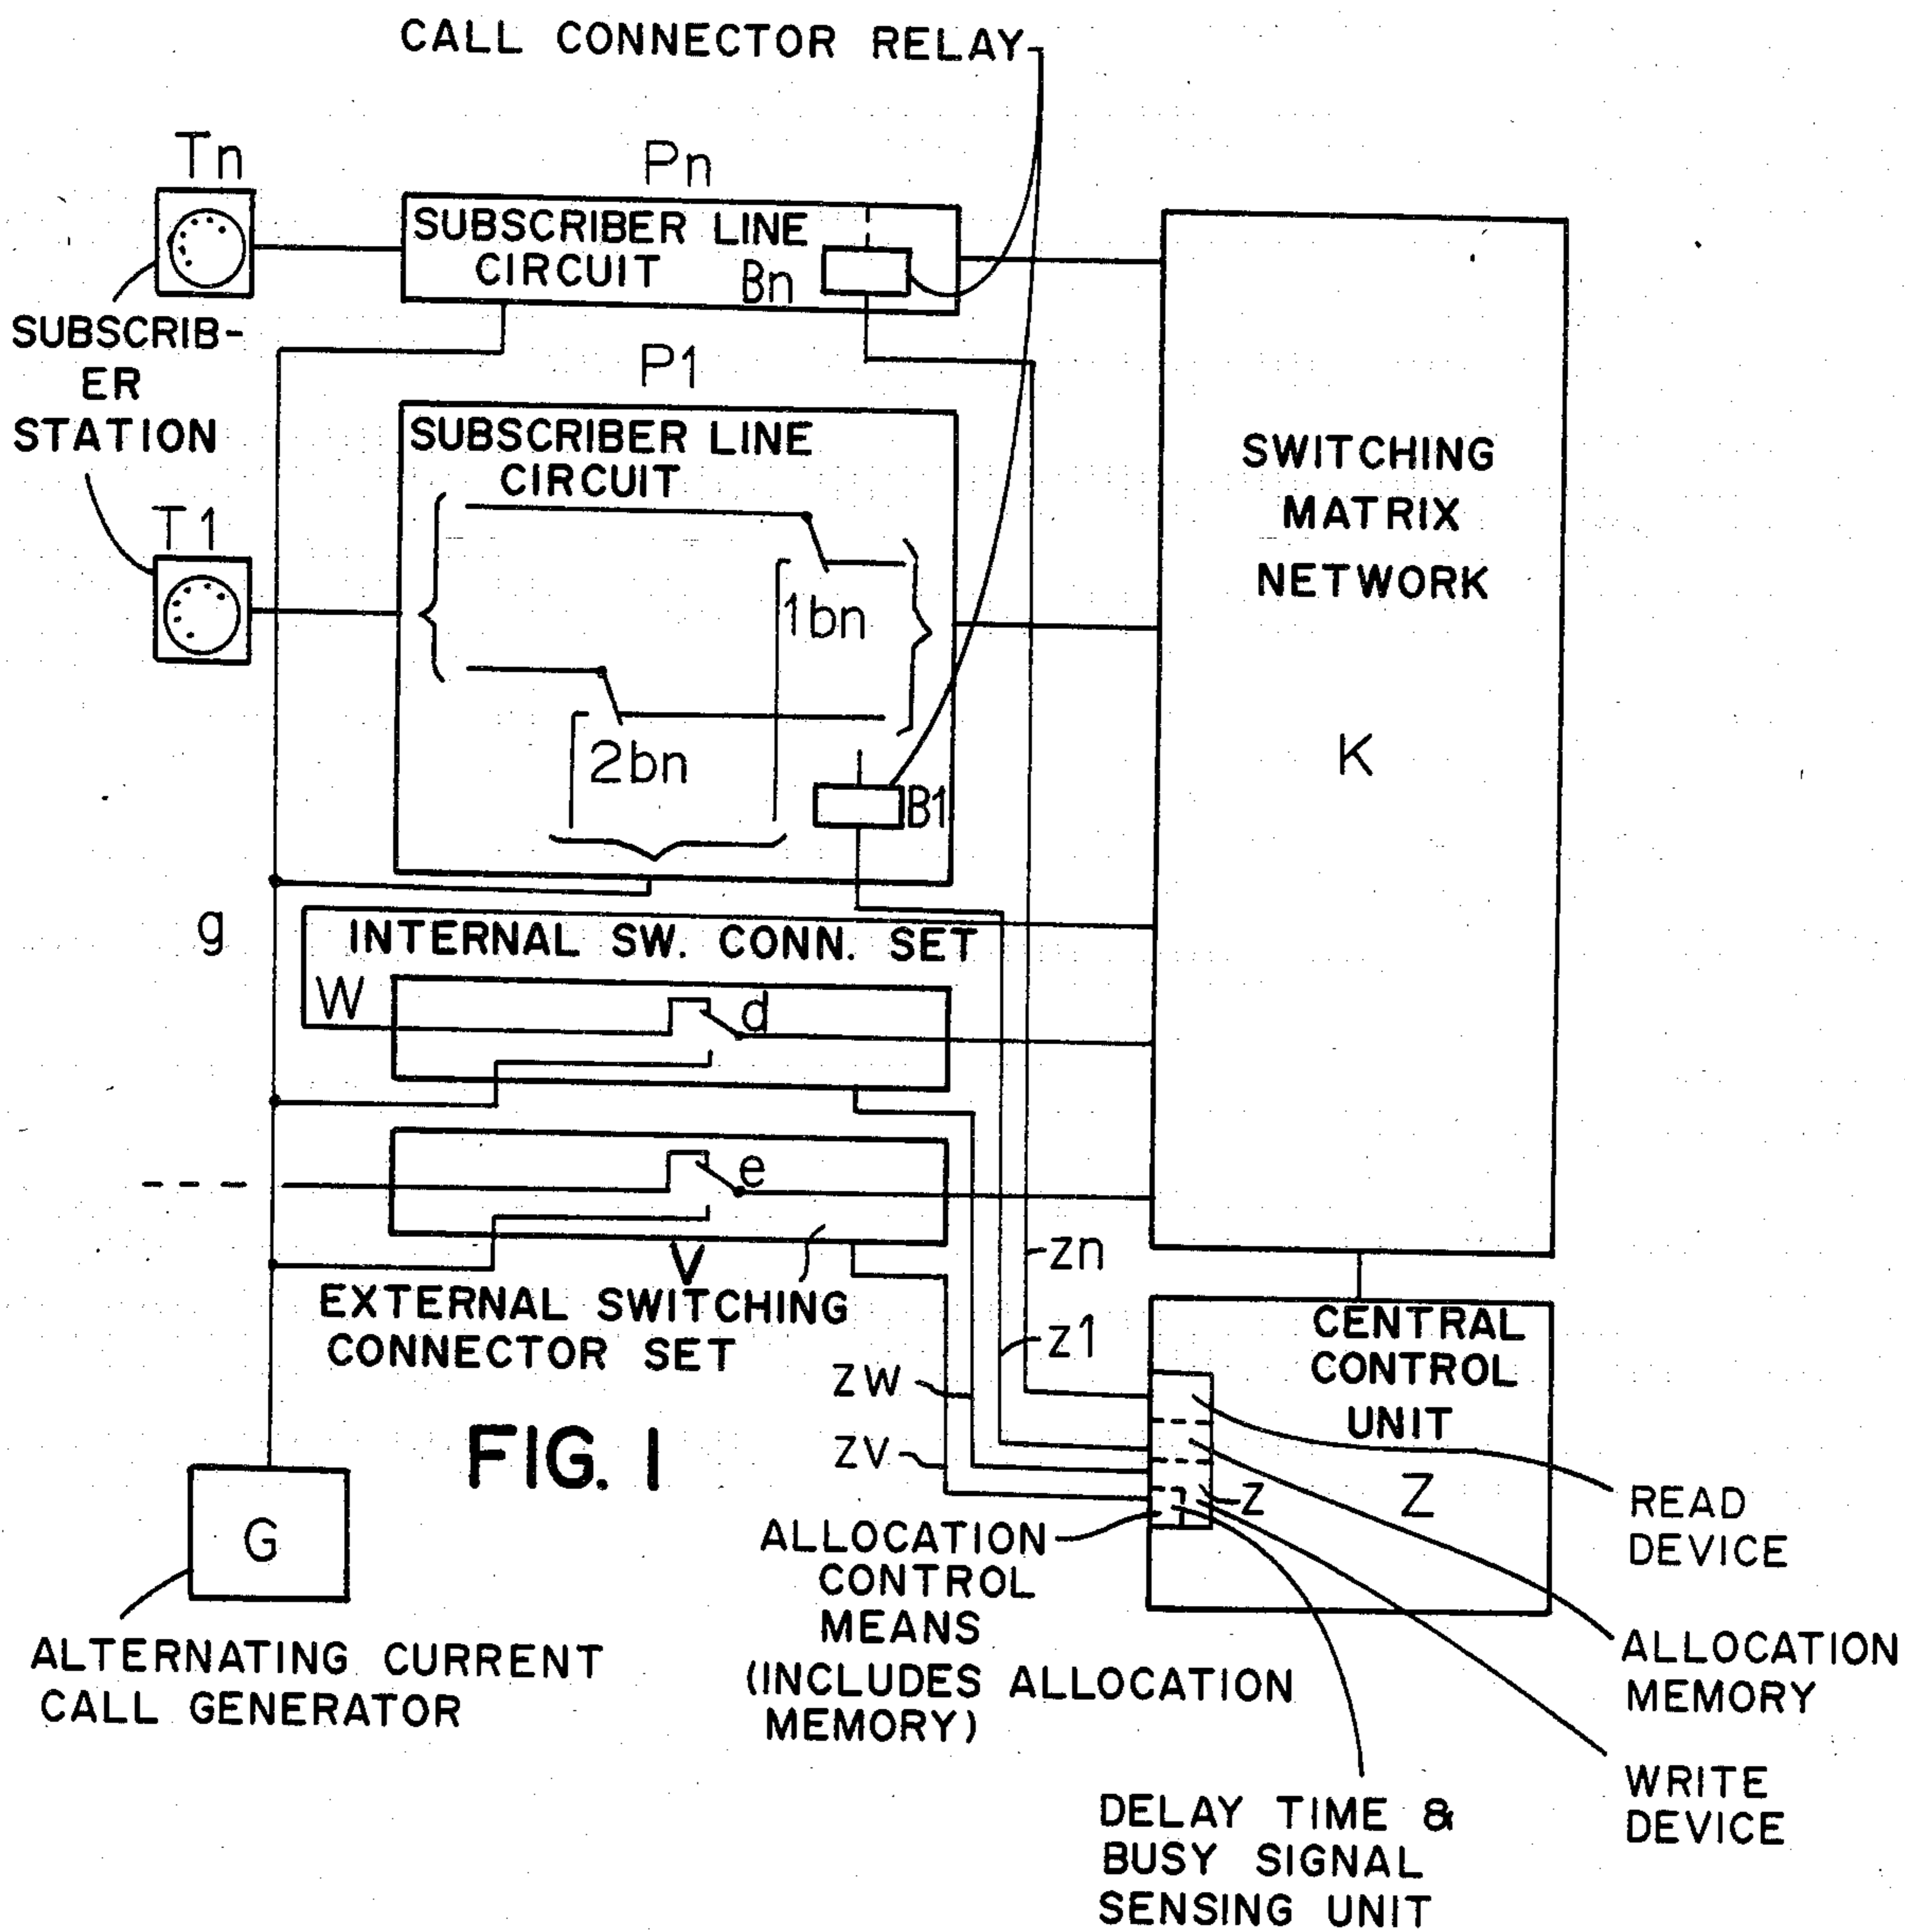 CALL CONNECTOR RELAY
Tn
Pn
SUBSCRIBER LINE
CIRCUIT
Bn
SUBSCRIB-
ER
STATION
P1
SUBSCRIBER LINE
CIRCUIT
T1
1bn
2bn
B1
SWITCHING
MATRIX
NETWORK
K
g
INTERNAL SW. CONN. SET
W
d
e
V
EXTERNAL SWITCHING
CONNECTOR SET
zn
z1
ZW
ZV
CENTRAL
CONTROL
UNIT
Z
z
FIG. 1
G
ALTERNATING CURRENT
CALL GENERATOR
ALLOCATION
CONTROL
MEANS
(INCLUDES ALLOCATION
MEMORY)
READ
DEVICE
ALLOCATION
MEMORY
WRITE
DEVICE
DELAY TIME &
BUSY SIGNAL
SENSING UNIT